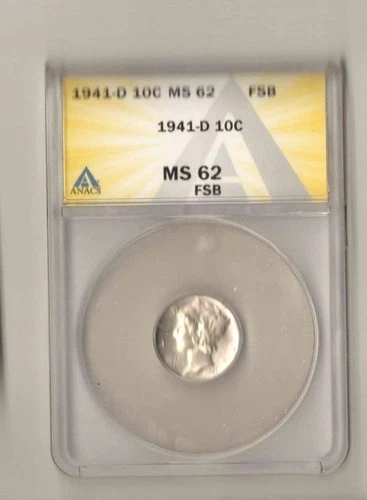 1941-D 10C MS 62 FSB
1941-D 10C
MS 62
FSB
ANACS